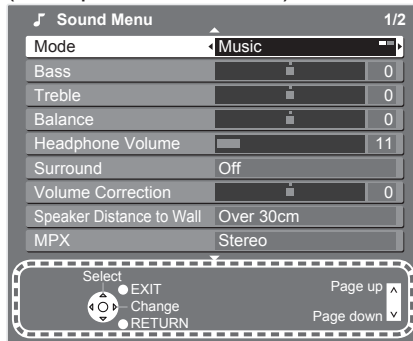 Sound Menu 1/2
Mode Music
Bass 0
Treble 0
Balance 0
Headphone Volume 11
Surround Off
Volume Correction 0
Speaker Distance to Wall Over 30cm
MPX Stereo
Select
EXIT
Change
RETURN
Page up
Page down